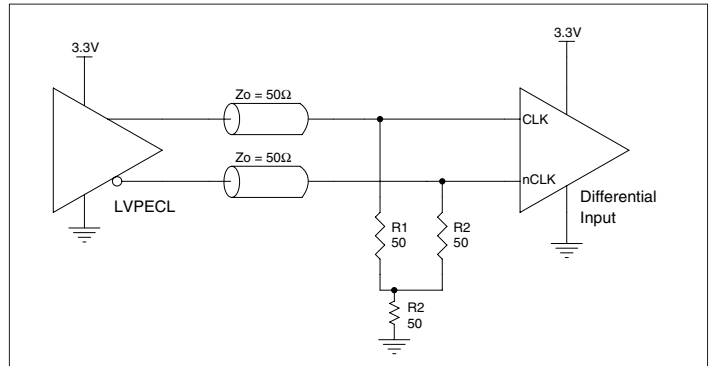 3.3V
3.3V
Zo = 50Ω
CLK
Zo = 50Ω
nCLK
LVPECL
Differential
Input
R1
50
R2
50
R2
50